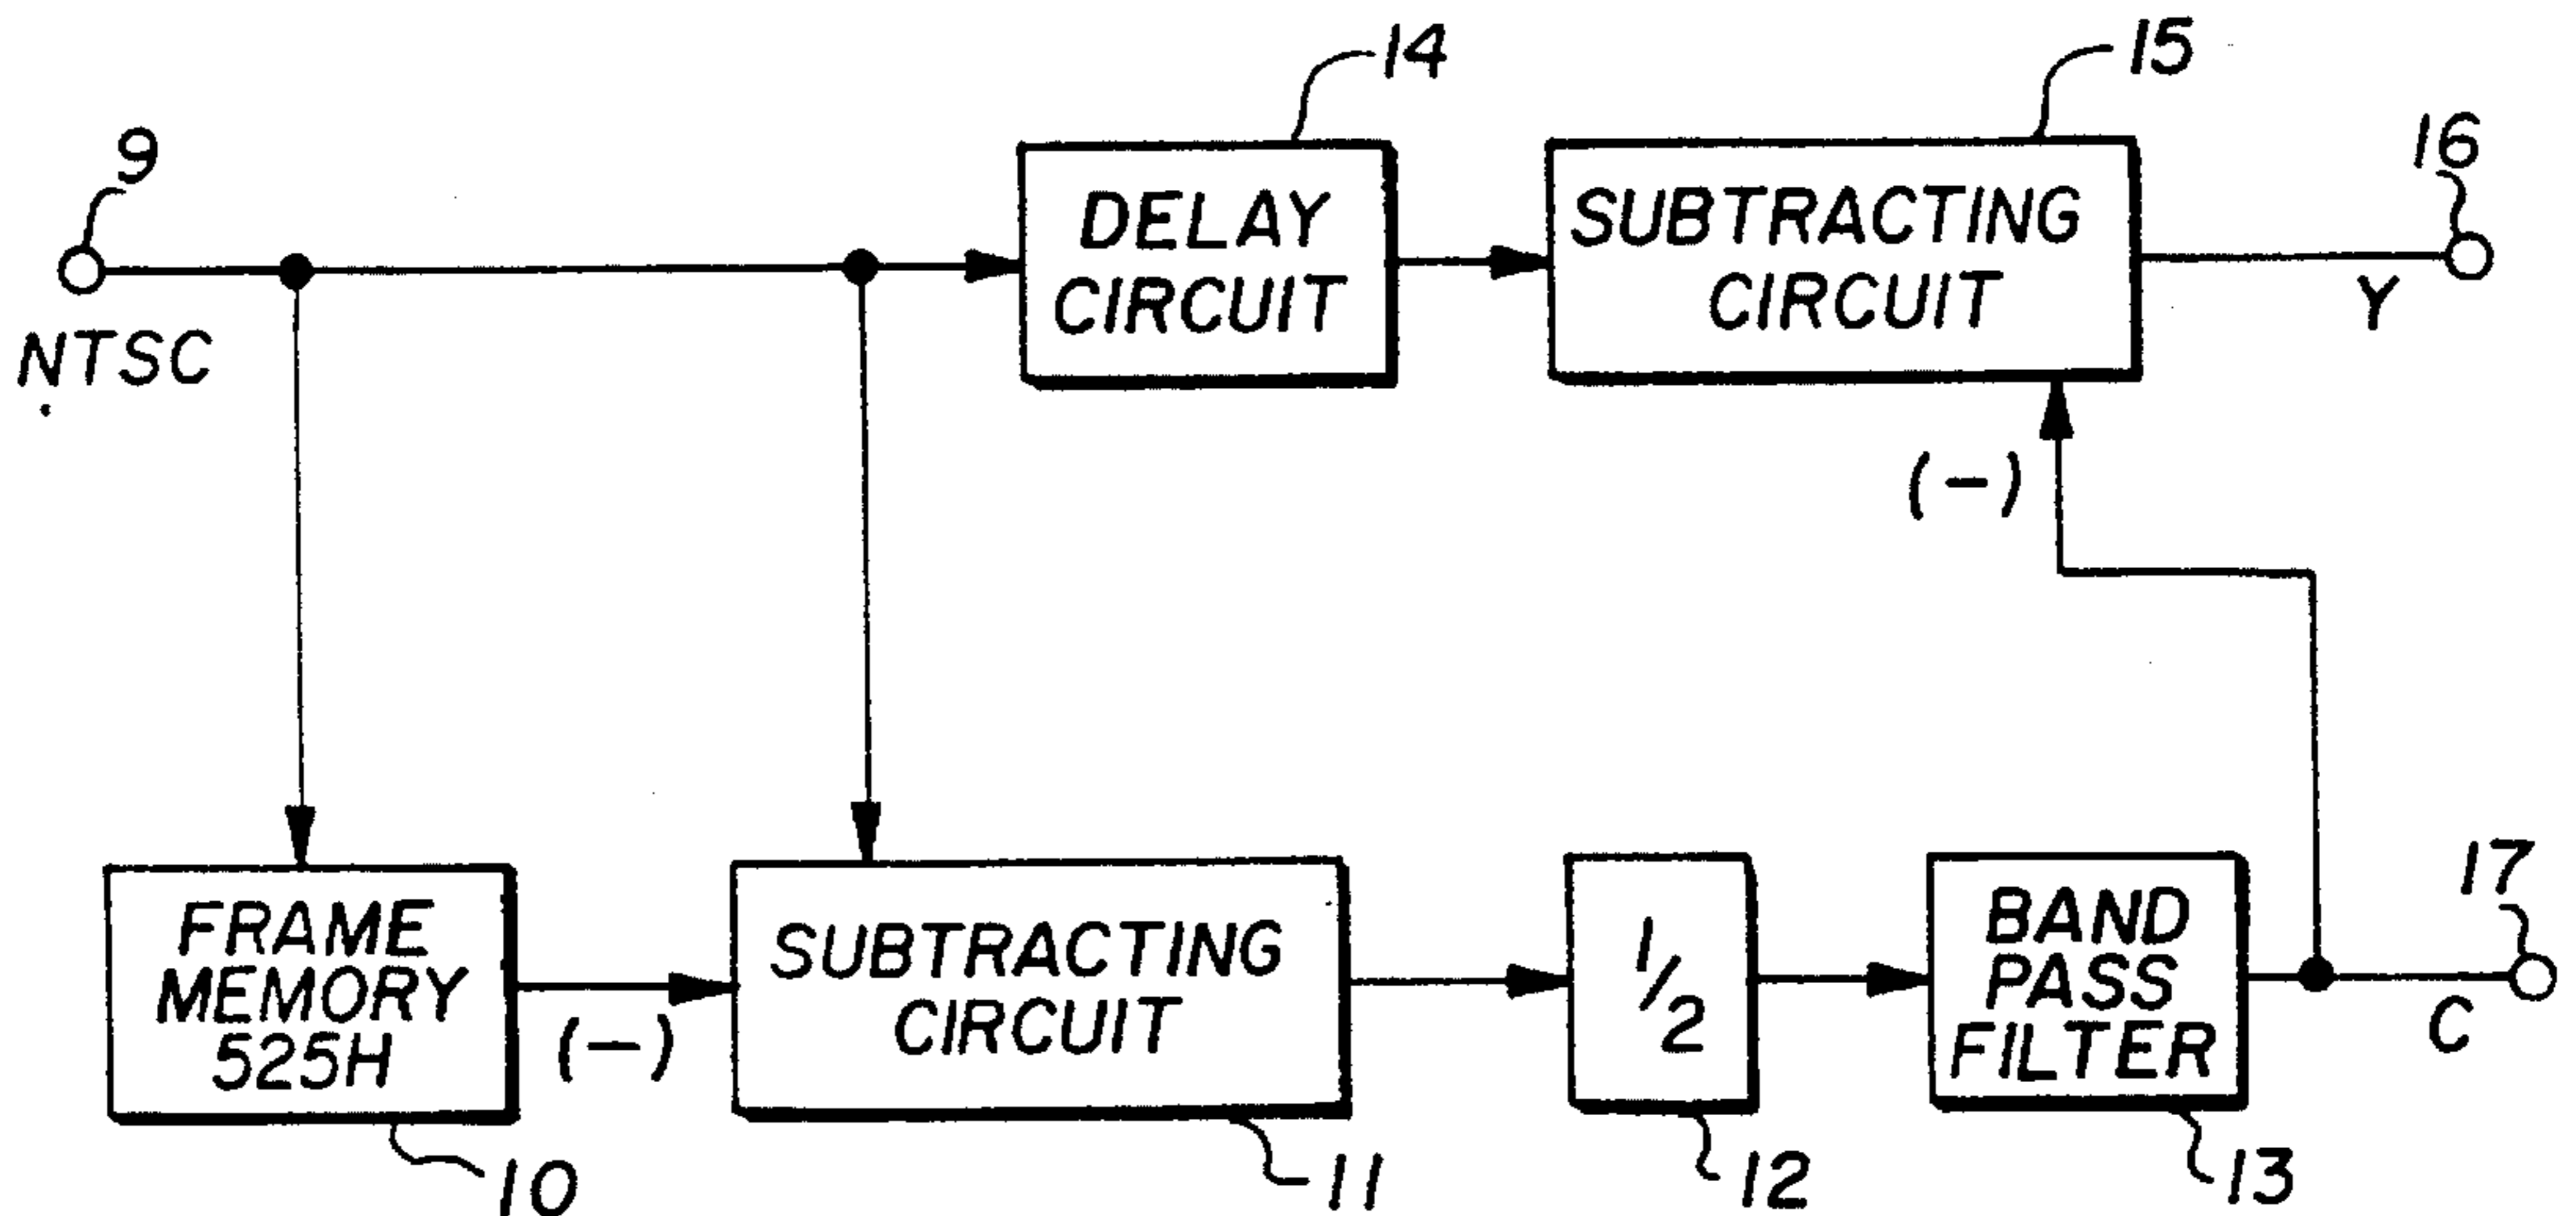 14
15
9
16
DELAY
CIRCUIT
SUBTRACTING
CIRCUIT
NTSC
Y
(-)
17
FRAME
MEMORY
525H
(-)
SUBTRACTING
CIRCUIT
1/2
BAND
PASS
FILTER
C
10
11
12
13